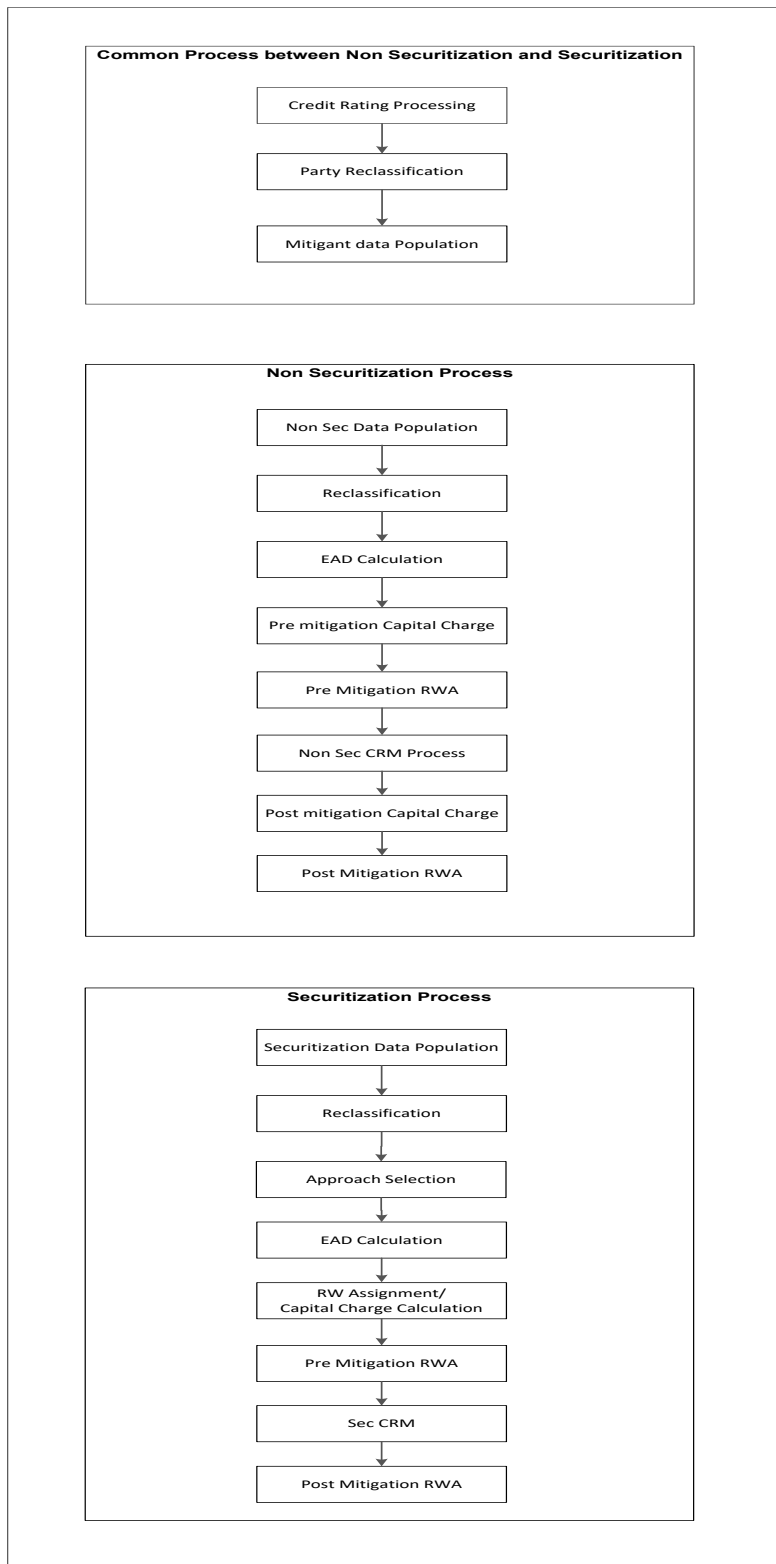 Common Process between Non Securitization and Securitization
Credit Rating Processing
Party Reclassification
Mitigant data Population
Non Securitization Process
Non Sec Data Population
Reclassification
EAD Calculation
Pre mitigation Capital Charge
Pre Mitigation RWA
Non Sec CRM Process
Post mitigation Capital Charge
Post Mitigation RWA
Securitization Process
Securitization Data Population
Reclassification
Approach Selection
EAD Calculation
RW Assignment/
Capital Charge Calculation
Pre Mitigation RWA
Sec CRM
Post Mitigation RWA